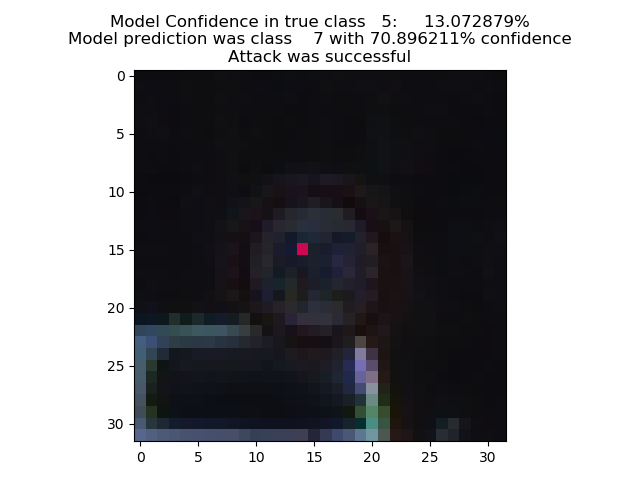 Model Confidence in true class 5: 13.072879%
Model prediction was class 7 with 70.896211% confidence
Attack was successful
0
5
10
15
20
25
30
0 5 10 15 20 25 30